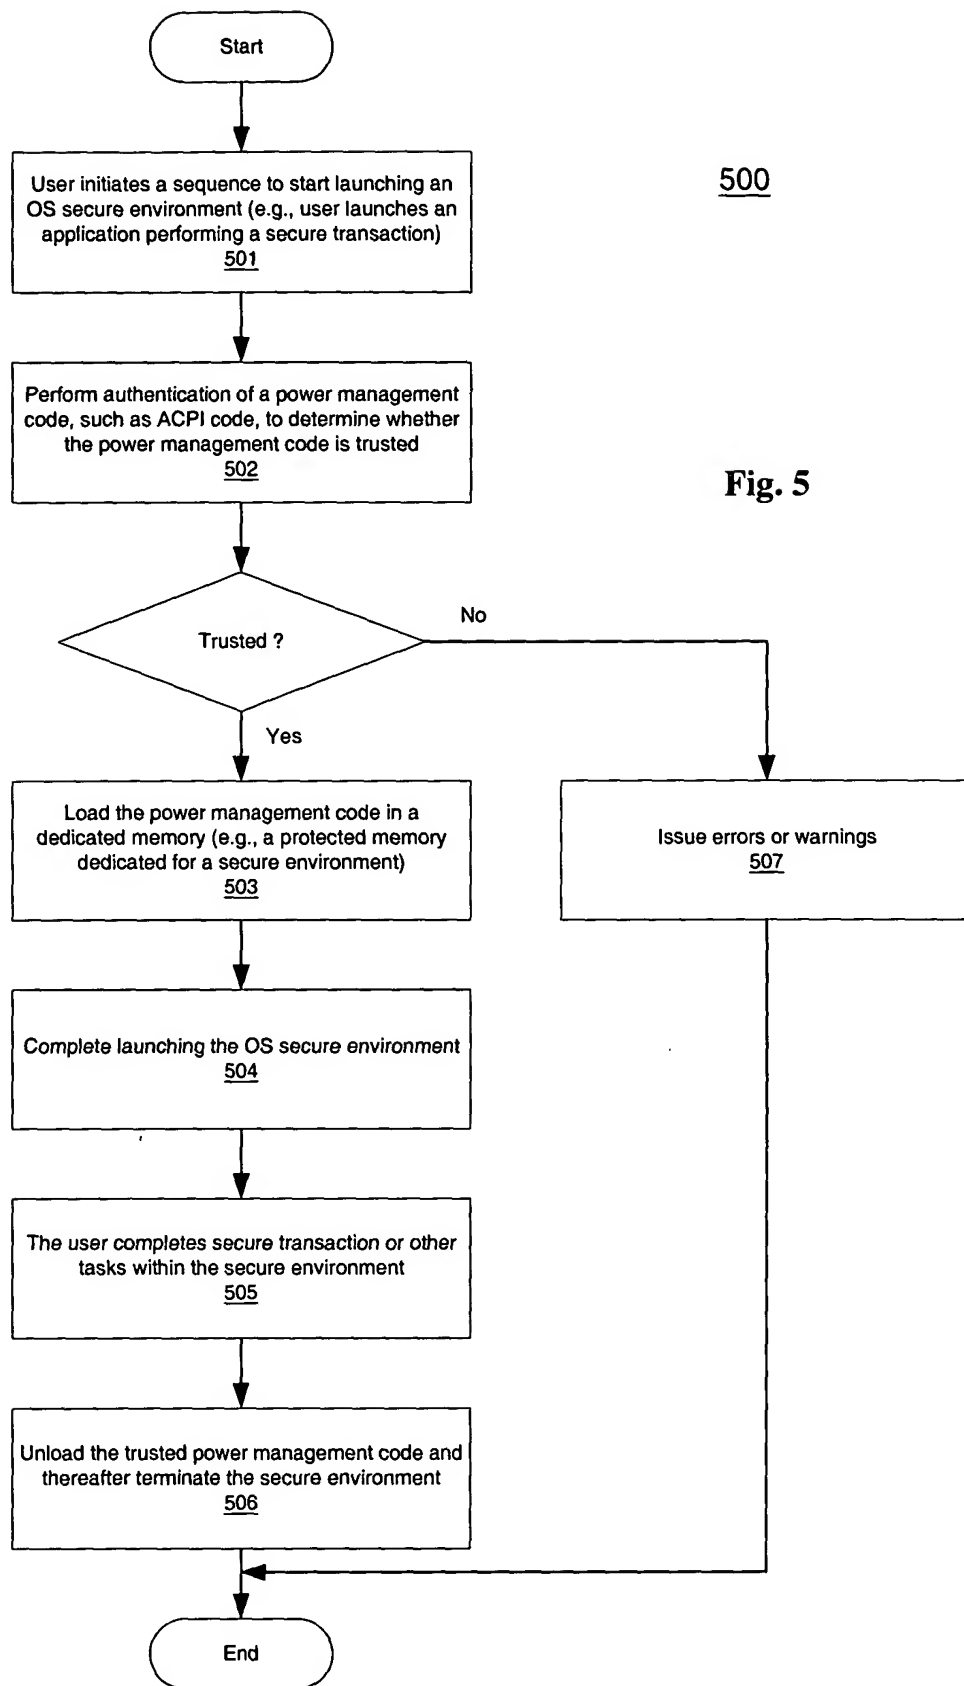 Start
User initiates a sequence to start launching an
OS secure environment (e.g., user launches an
application performing a secure transaction)
501
500
Perform authentication of a power management
code, such as ACPI code, to determine whether
the power management code is trusted
502
Fig. 5
Trusted ?
No
Yes
Load the power management code in a
dedicated memory (e.g., a protected memory
dedicated for a secure environment)
503
Issue errors or warnings
507
Complete launching the OS secure environment
504
The user completes secure transaction or other
tasks within the secure environment
505
Unload the trusted power management code and
thereafter terminate the secure environment
506
End